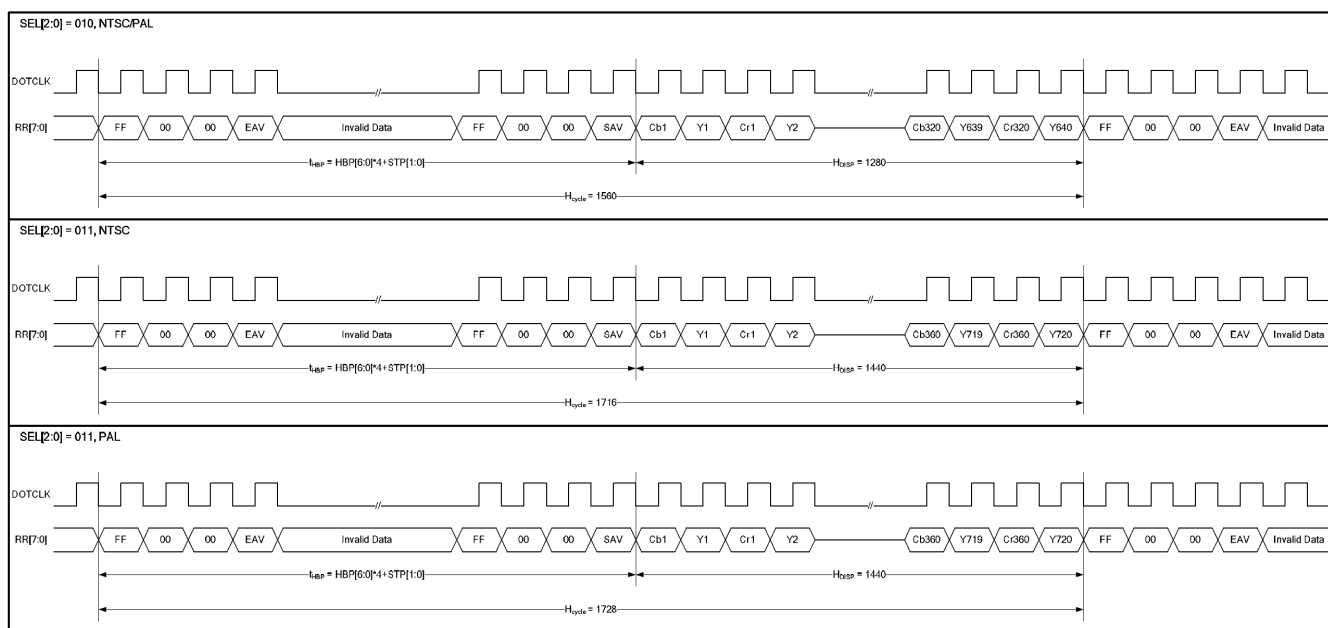 SEL[2:0] = 010, NTSC/PAL
DOTCLK
RR[7:0] FF 00 00 EAV Invalid Data FF 00 00 SAV Cb1 Y1 Cr1 Y2 Cb320 Y639 Cr320 Y640 FF 00 00 EAV Invalid Data
tHBP = HBP[6:0]*4+STP[1:0] HDISP = 1280
Hcycle = 1560
SEL[2:0] = 011, NTSC
DOTCLK
RR[7:0] FF 00 00 EAV Invalid Data FF 00 00 SAV Cb1 Y1 Cr1 Y2 Cb360 Y719 Cr360 Y720 FF 00 00 EAV Invalid Data
tHBP = HBP[6:0]*4+STP[1:0] HDISP = 1440
Hcycle = 1716
SEL[2:0] = 011, PAL
DOTCLK
RR[7:0] FF 00 00 EAV Invalid Data FF 00 00 SAV Cb1 Y1 Cr1 Y2 Cb360 Y719 Cr360 Y720 FF 00 00 EAV Invalid Data
tHBP = HBP[6:0]*4+STP[1:0] HDISP = 1440
Hcycle = 1728